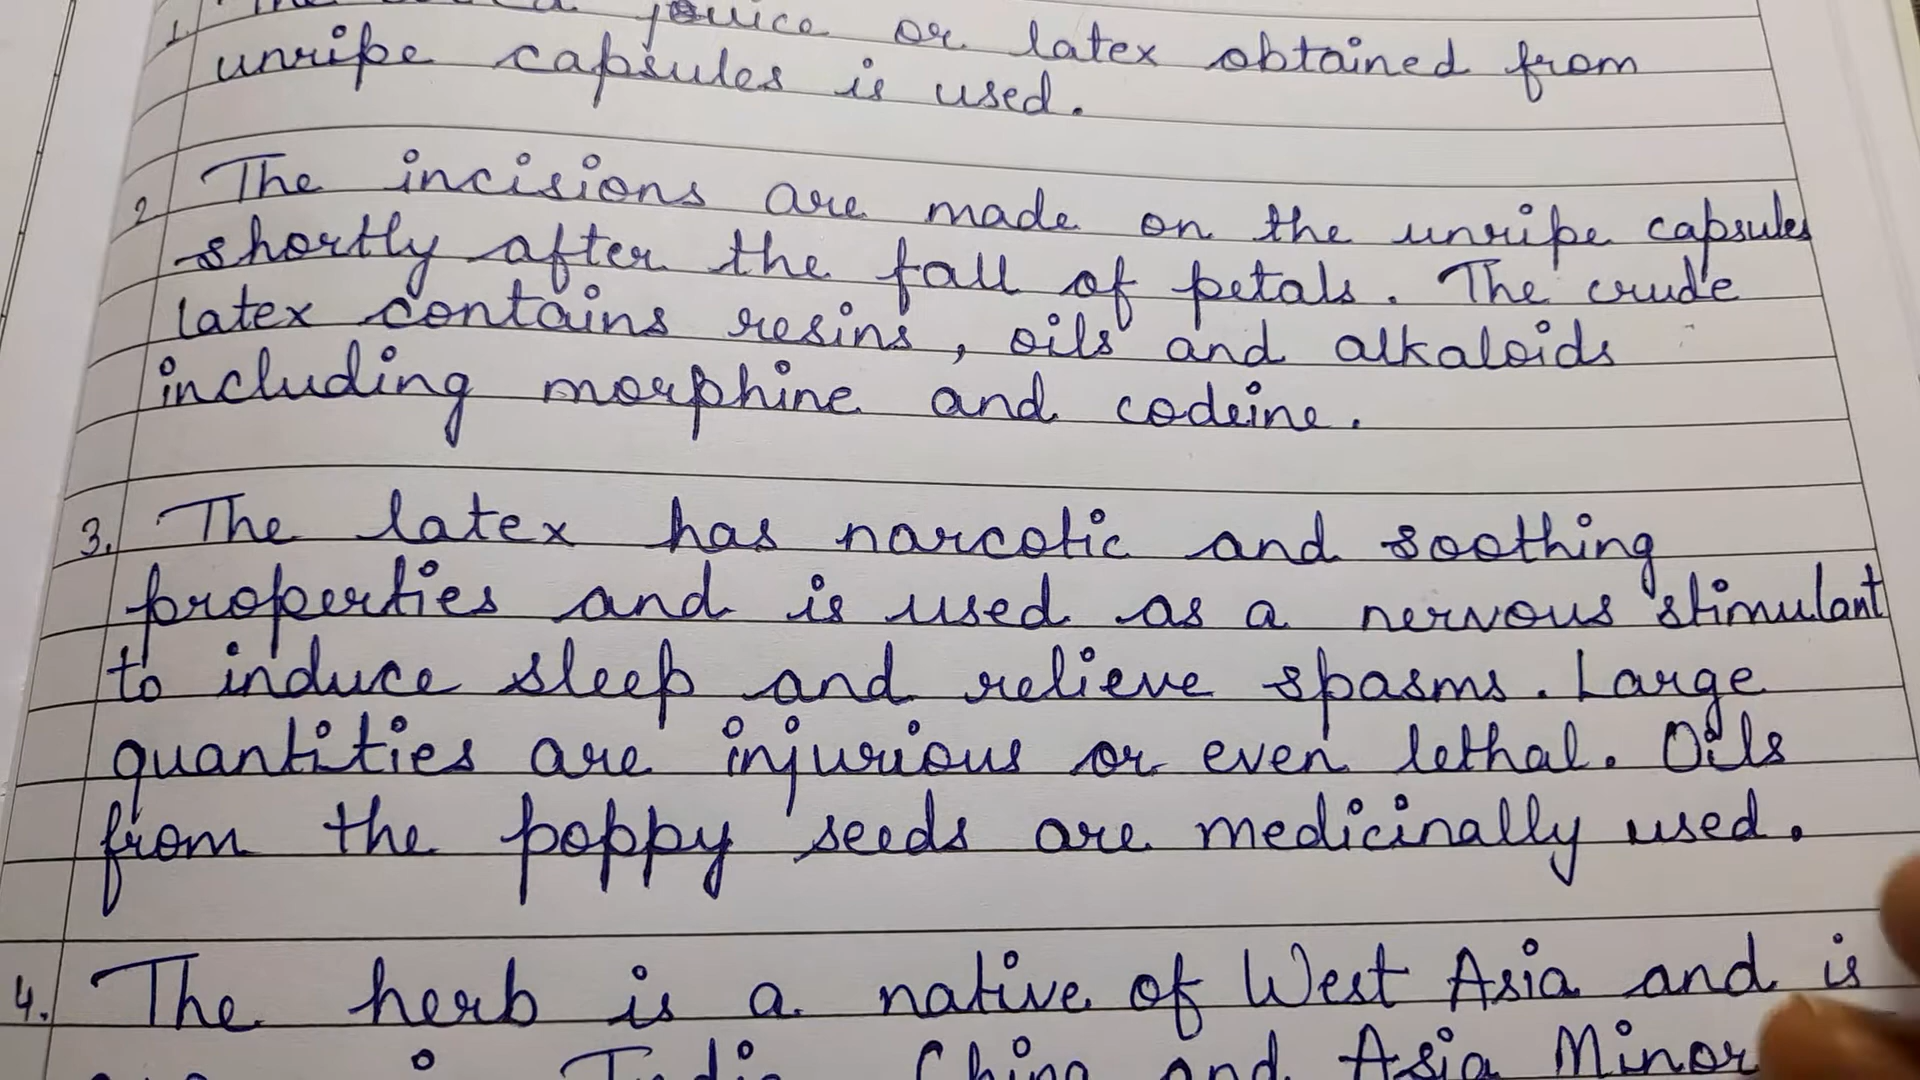 1. The juice or latex obtained from
unripe capsules is used.
2 The incisions are made on the unripe capsules
shortly after the fall of petals. The crude
latex contains resins, oils and alkaloids
including morphine and codeine.
3. The latex has narcotic and soothing
properties and is used as a nervous stimulant
to induce sleep and relieve spasms. Large
quantities are injurious or even lethal. Oils
from the poppy seeds are medicinally used.
4. The herb is a native of West Asia and is
India China and Asia Minor